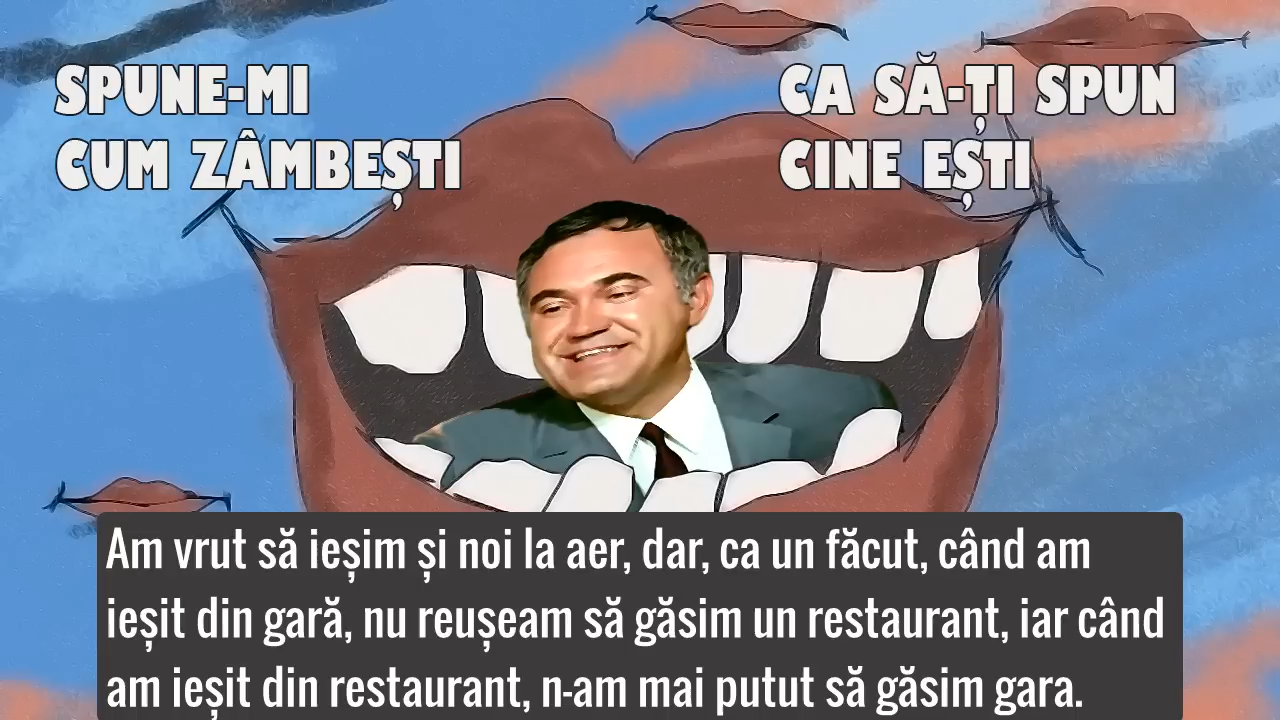 SPUNE-MI
CUM ZÂMBEȘTI
CA SĂ-ȚI SPUN
CINE EȘTI
Am vrut să ieșim și noi la aer, dar, ca un făcut, când am
ieșit din gară, nu reușeam să găsim un restaurant, iar când
am ieșit din restaurant, n-am mai putut să găsim gara.